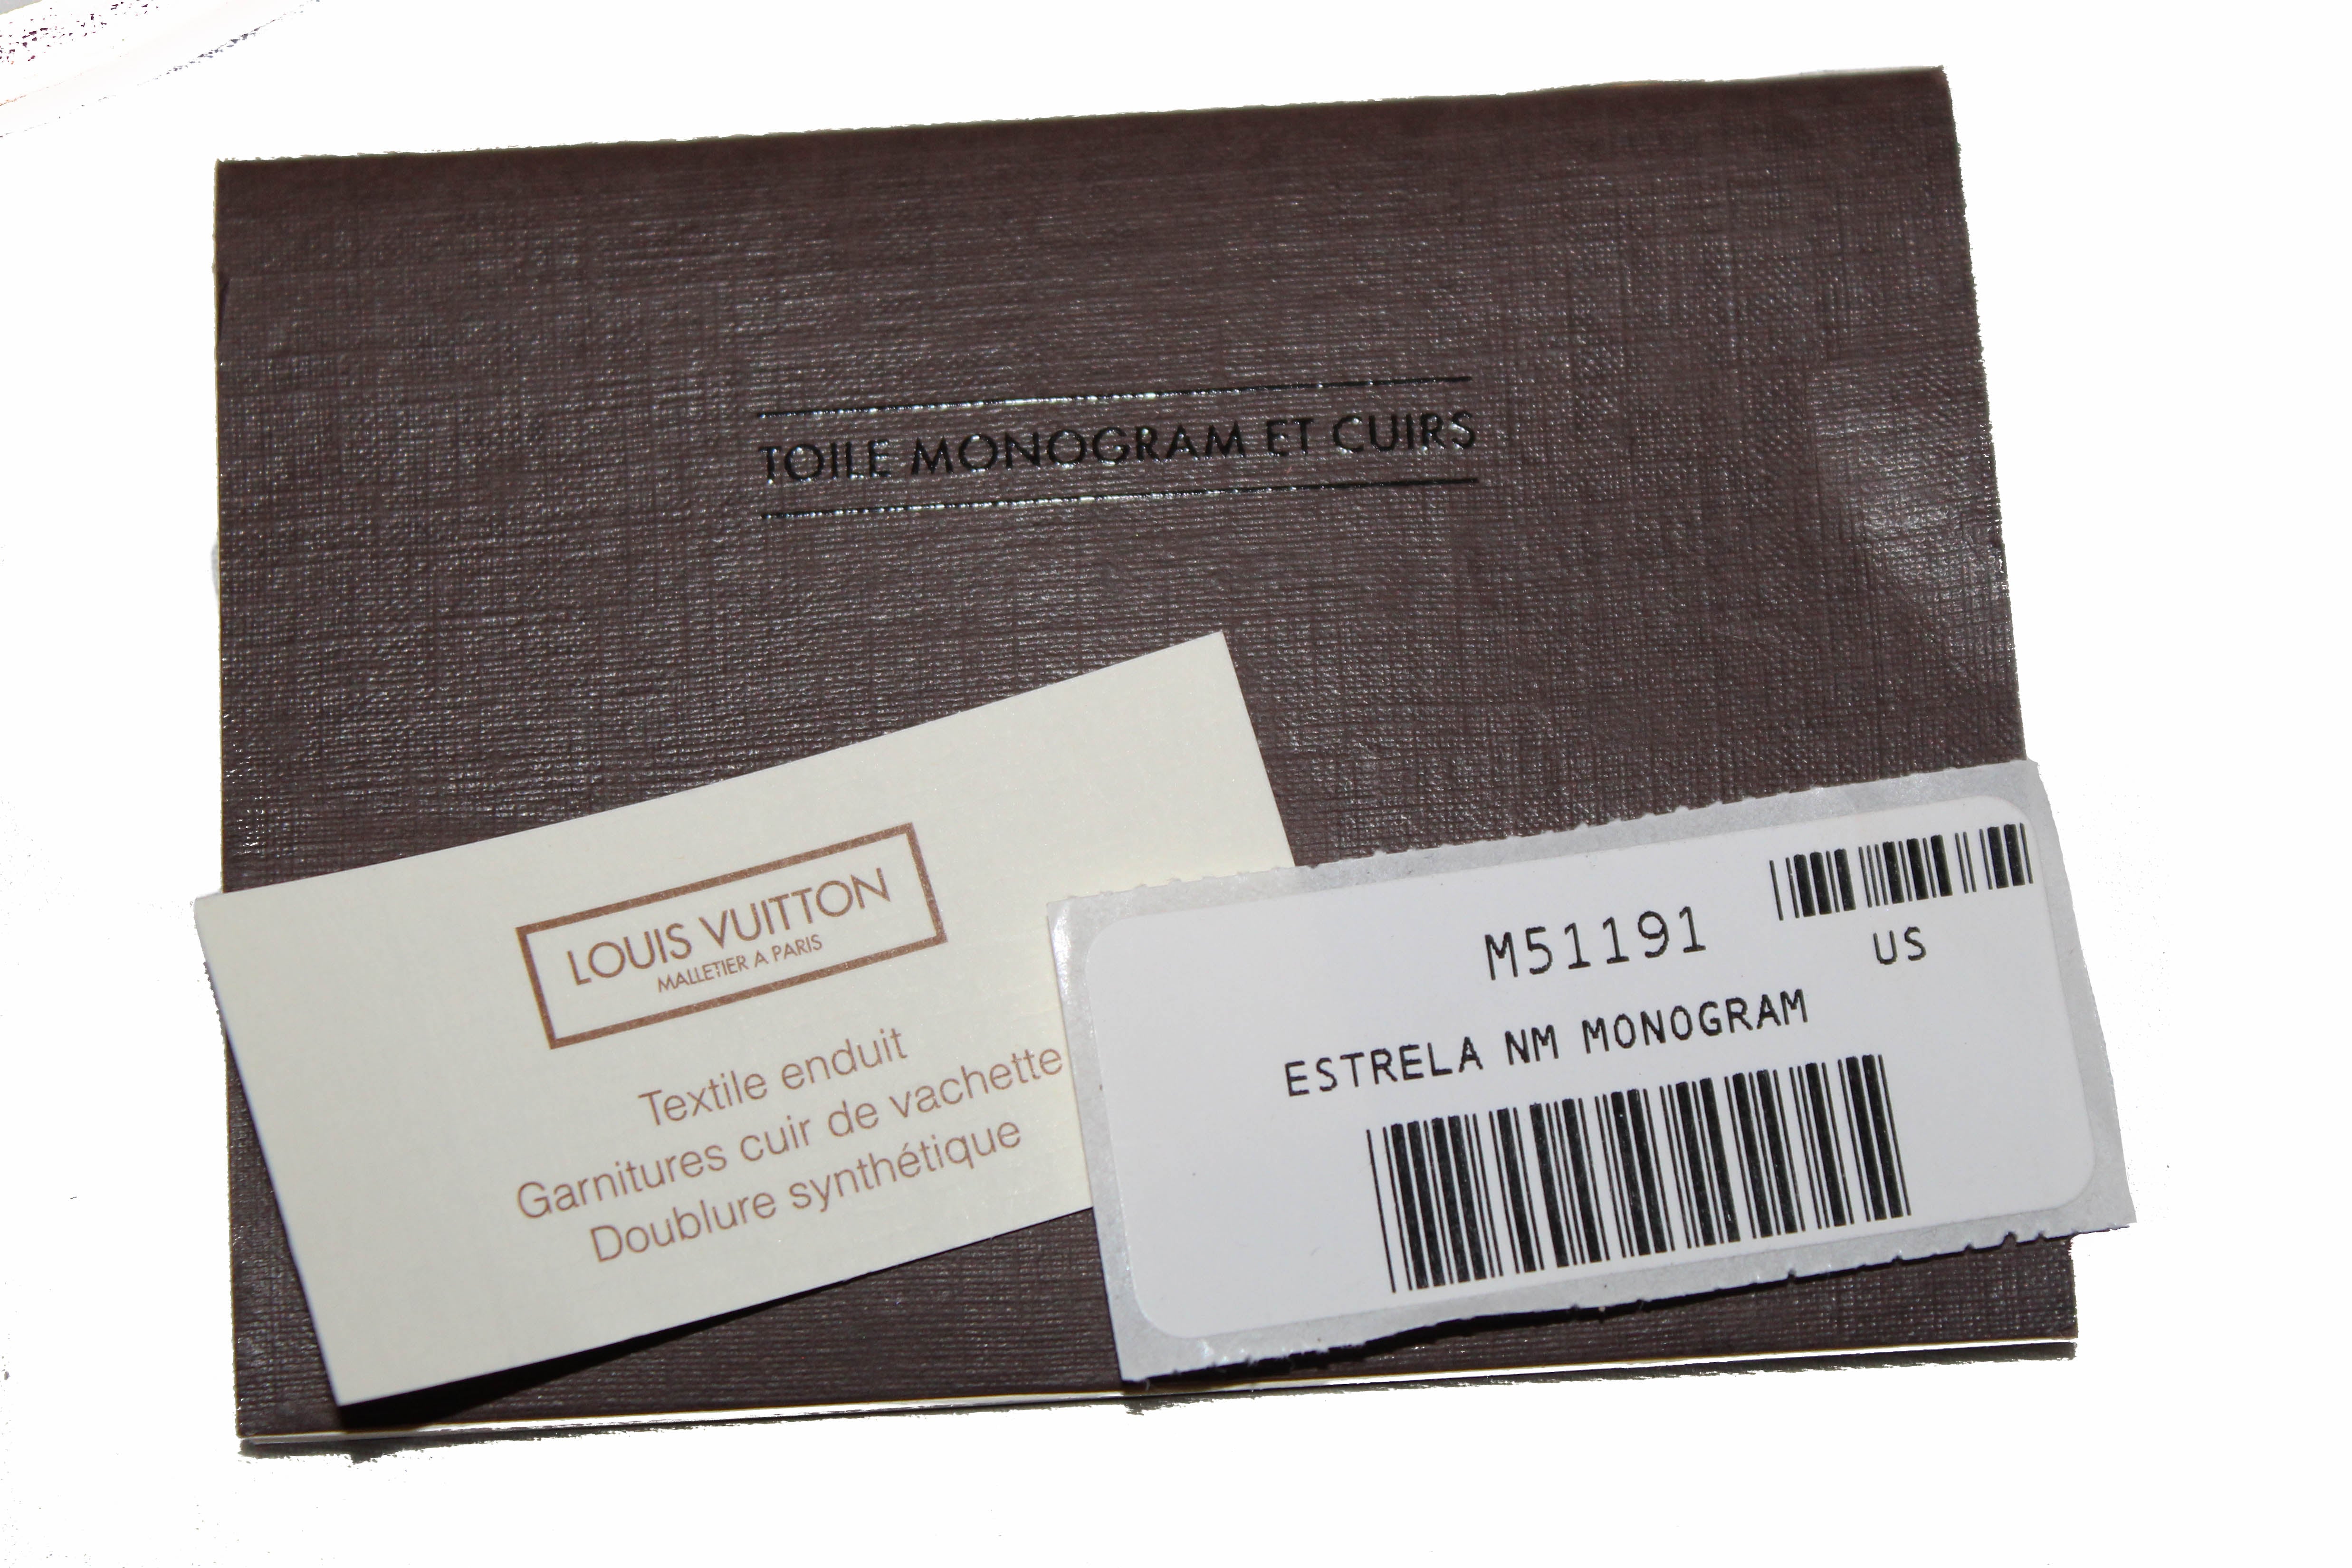 TOILE MONOGRAM ET CUIRS
LOUIS VUITTON
MALLETIER A PARIS
Textile enduit
Garnitures cuir de vachette
Doublure synthétique
M51191
US
ESTRELA NM MONOGRAM